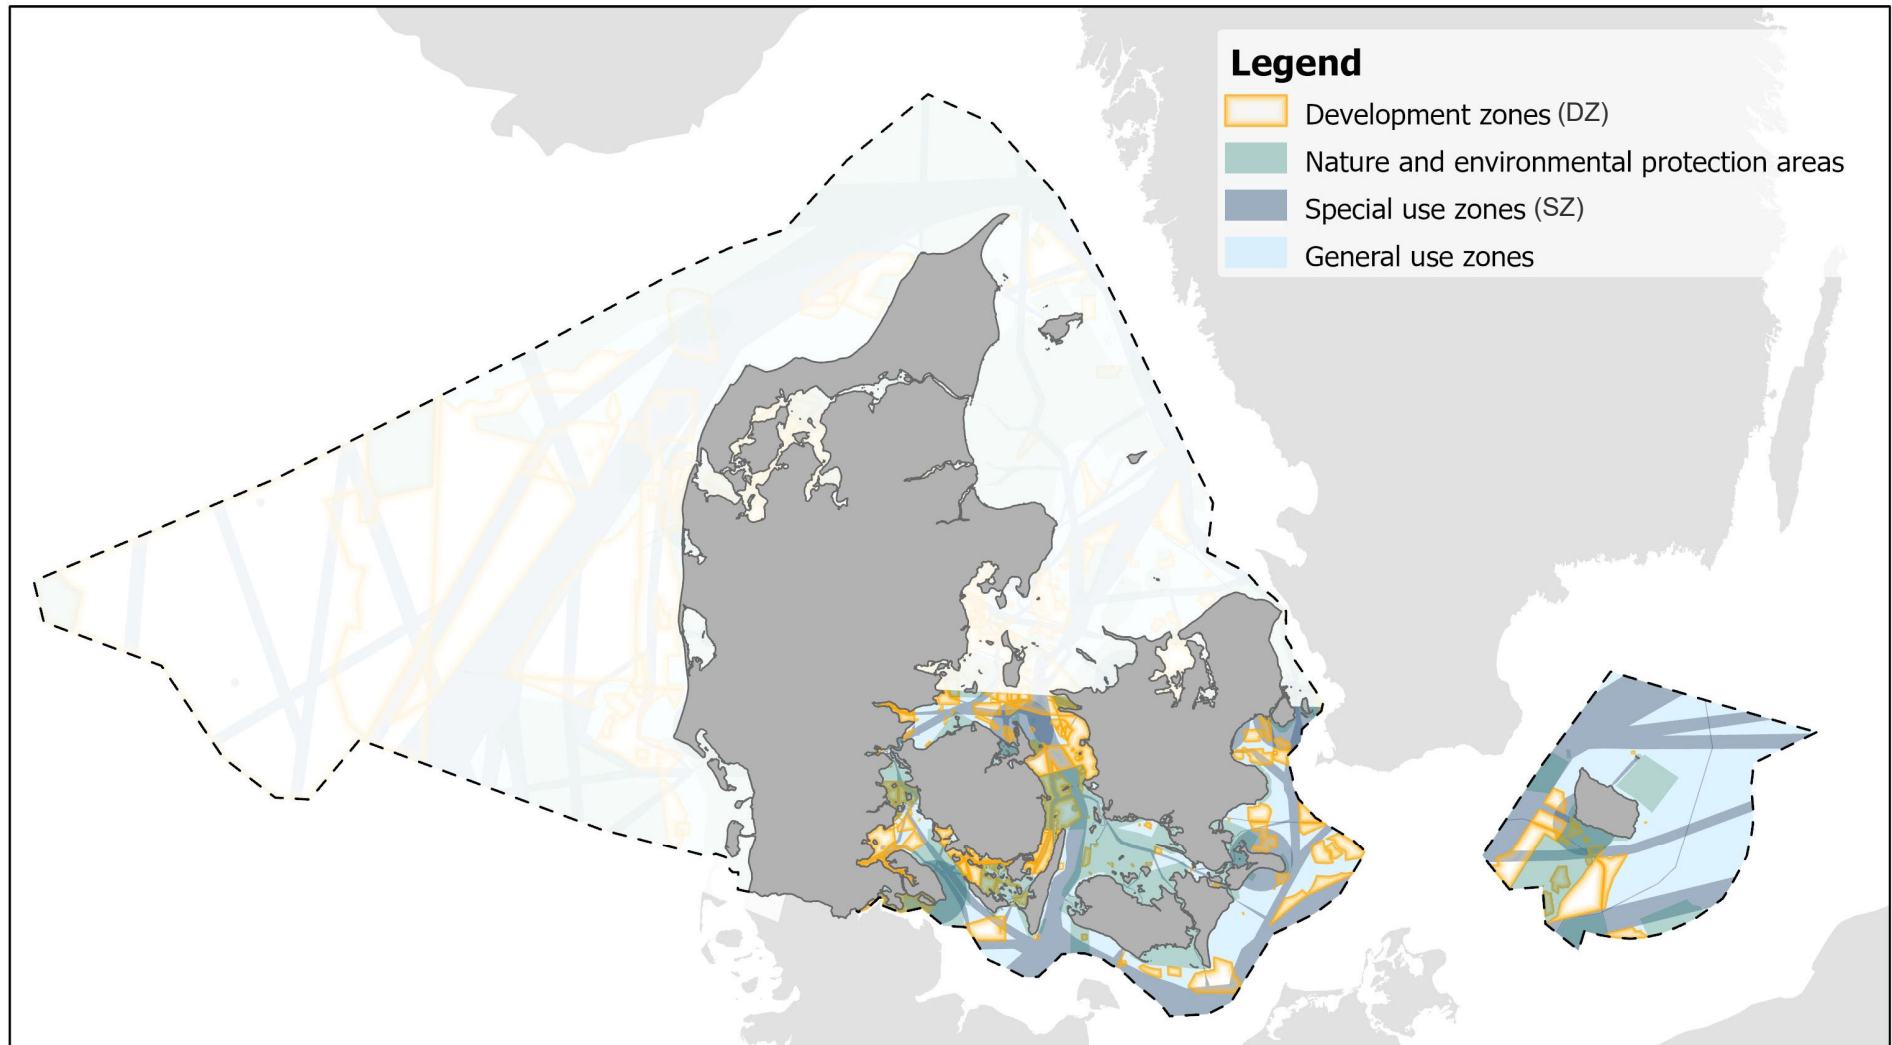 Legend
Development zones (DZ)
Nature and environmental protection areas
Special use zones (SZ)
General use zones